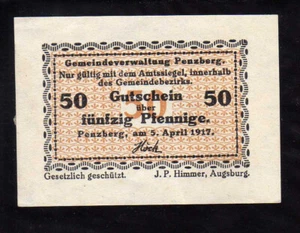 Gemeindeverwaltung Penzberg.
Nur gültig mit dem Amtssiegel, innerhalb
des Gemeindebezirks.
50 Gutschein 50
über
fünfzig Pfennige.
Penzberg, am 5. April 1917.
Höck
Gesetzlich geschützt. J. P. Himmer, Augsburg.